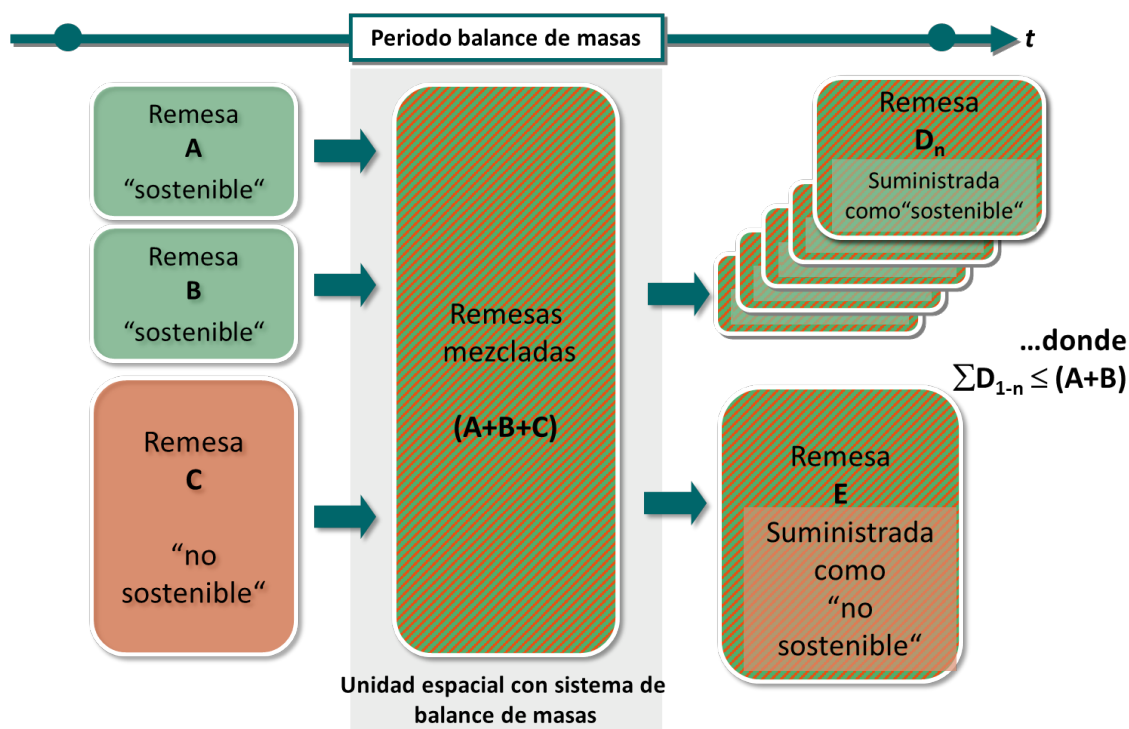 Periodo balance de masas
t
Remesa
A
“sostenible“
Remesa
B
“sostenible“
Remesa
C
“no
sostenible“
Remesas
mezcladas
(A+B+C)
Unidad espacial con sistema de
balance de masas
Remesa
Dn
Suministrada
como“sostenible“
...donde
∑D1-n ≤ (A+B)
Remesa
E
Suministrada
como
“no
sostenible“